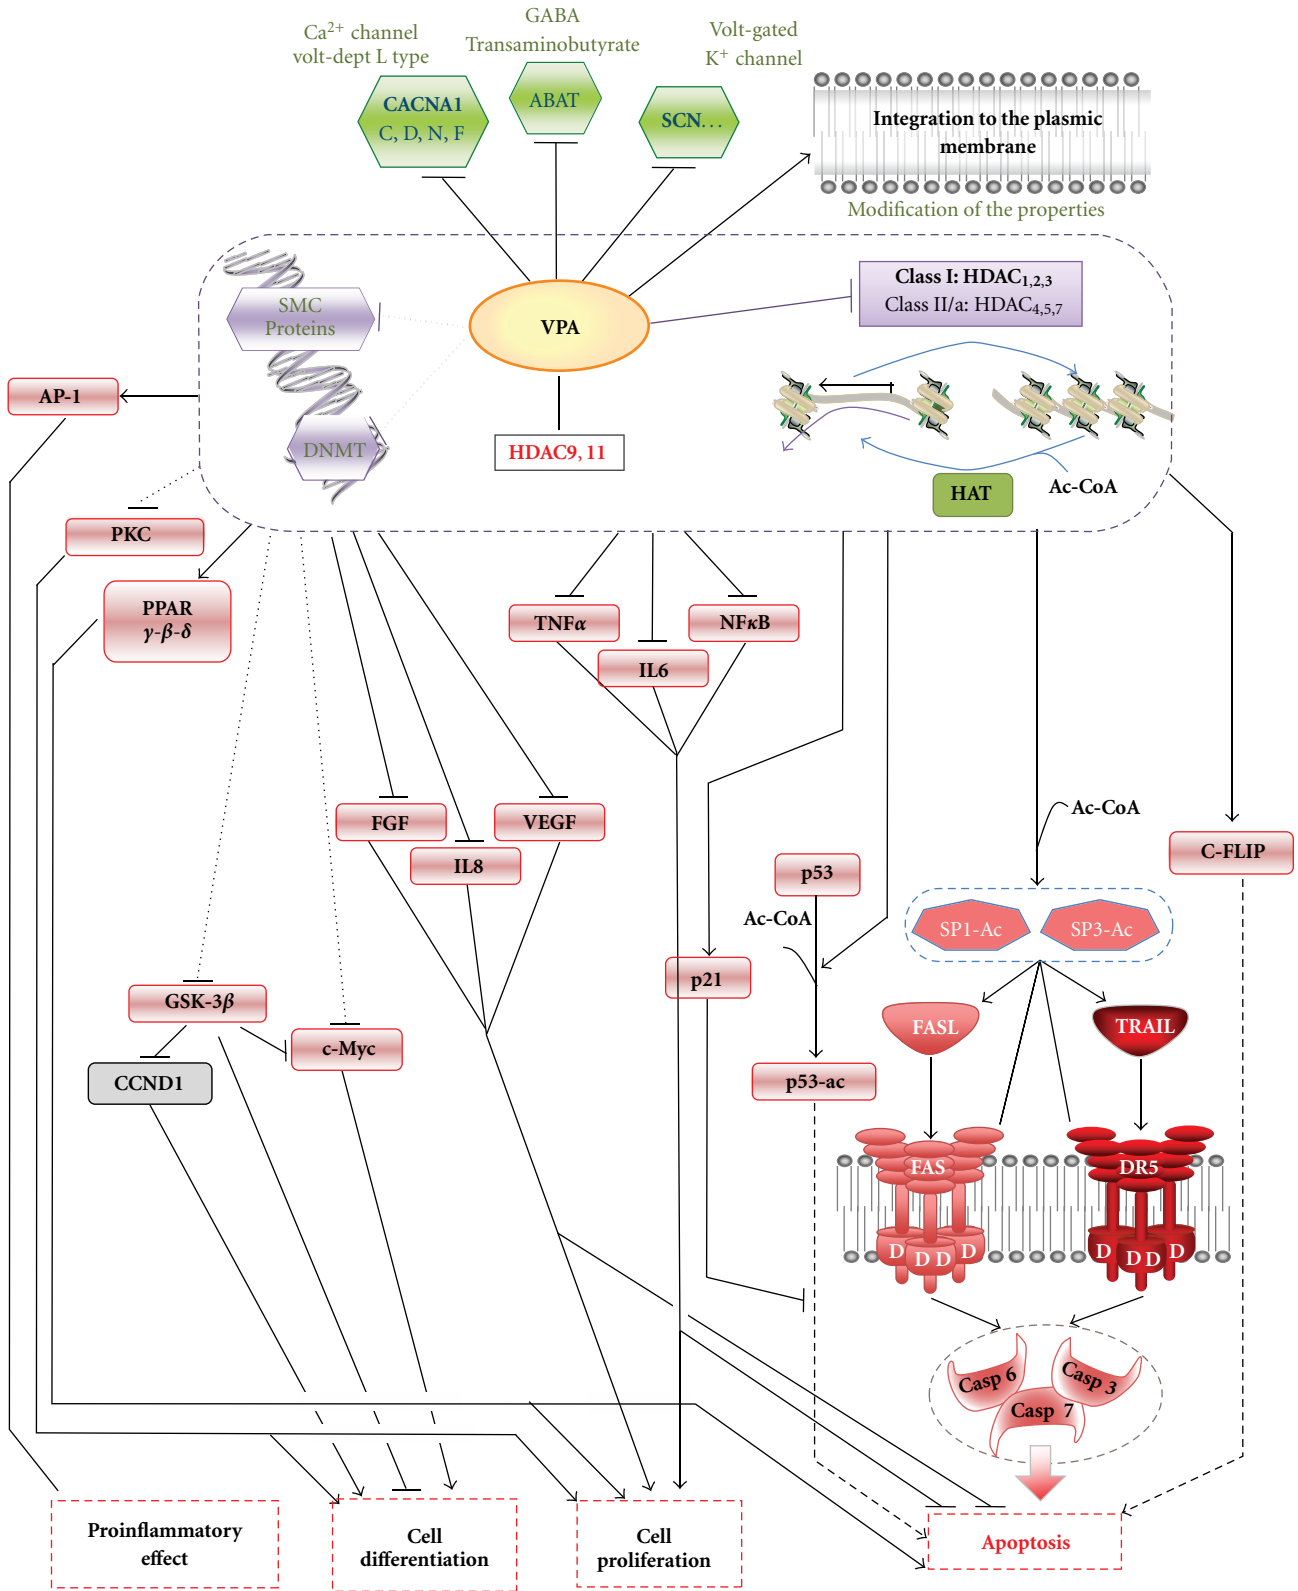 Ca²⁺ channel
volt-dept L type
GABA
Transaminobutyrate
Volt-gated
K⁺ channel
CACNA1
C, D, N, F
ABAT
SCN...
Integration to the plasmic
membrane
Modification of the properties
SMC
Proteins
VPA
Class I: HDAC₁,₂,₃
Class II/a: HDAC₄,₅,₇
AP-1
DNMT
HDAC9, 11
HAT
Ac-CoA
PKC
PPAR
γ-β-δ
TNFα
NFκB
IL6
FGF
VEGF
IL8
Ac-CoA
C-FLIP
p53
Ac-CoA
SP1-Ac
SP3-Ac
p21
GSK-3β
c-Myc
FASL
TRAIL
CCND1
p53-ac
FAS
DR5
D
D D
D
D
D D
D
Casp 6
Casp 3
Casp 7
Proinflammatory
effect
Cell
differentiation
Cell
proliferation
Apoptosis